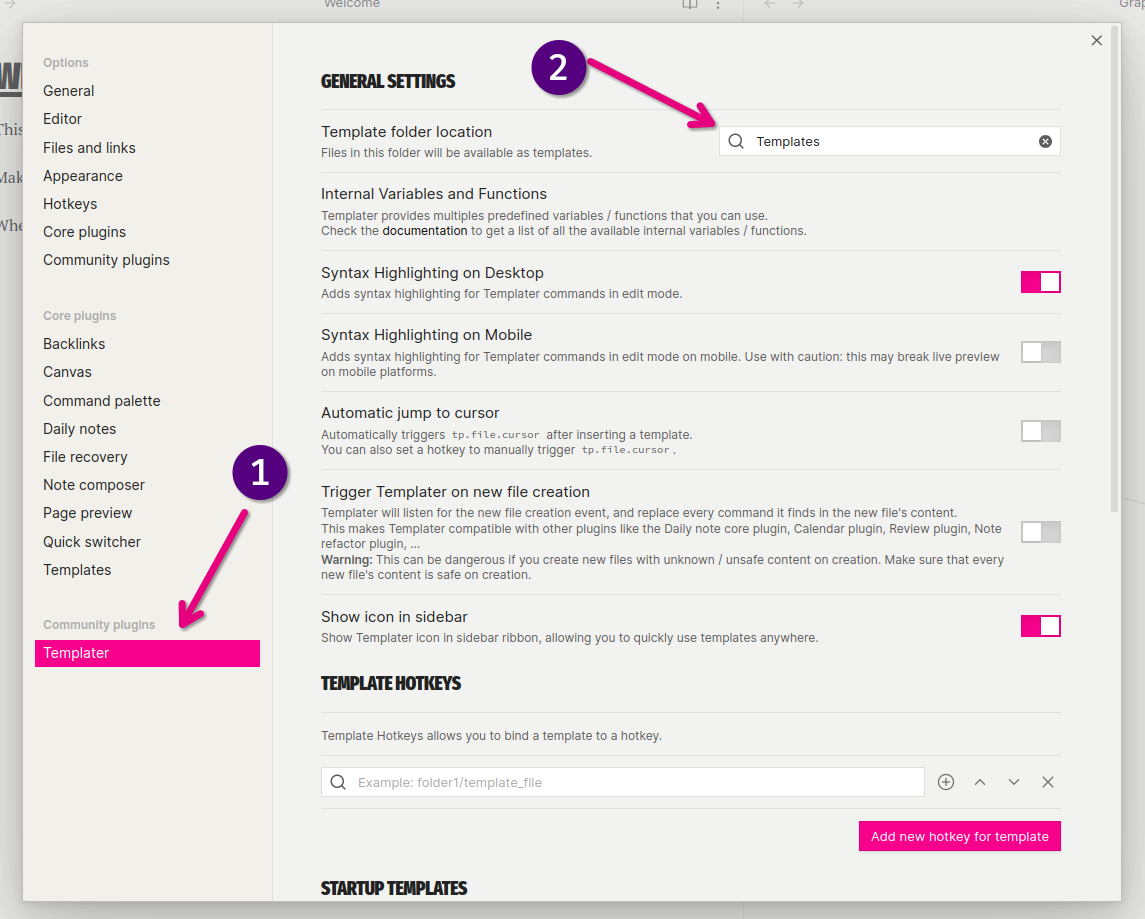 Welcome
Grap
W
This
Mak
Whe
Options
General
Editor
Files and links
Appearance
Hotkeys
Core plugins
Community plugins
Core plugins
Backlinks
Canvas
Command palette
Daily notes
File recovery
Note composer
Page preview
Quick switcher
Templates
Community plugins
Templater
1
2
GENERAL SETTINGS
Template folder location
Files in this folder will be available as templates.
Templates
Internal Variables and Functions
Templater provides multiples predefined variables / functions that you can use.
Check the documentation to get a list of all the available internal variables / functions.
Syntax Highlighting on Desktop
Adds syntax highlighting for Templater commands in edit mode.
Syntax Highlighting on Mobile
Adds syntax highlighting for Templater commands in edit mode on mobile. Use with caution: this may break live preview
on mobile platforms.
Automatic jump to cursor
Automatically triggers tp.file.cursor after inserting a template.
You can also set a hotkey to manually trigger tp.file.cursor.
Trigger Templater on new file creation
Templater will listen for the new file creation event, and replace every command it finds in the new file's content.
This makes Templater compatible with other plugins like the Daily note core plugin, Calendar plugin, Review plugin, Note
refactor plugin, ...
Warning: This can be dangerous if you create new files with unknown / unsafe content on creation. Make sure that every
new file's content is safe on creation.
Show icon in sidebar
Show Templater icon in sidebar ribbon, allowing you to quickly use templates anywhere.
TEMPLATE HOTKEYS
Template Hotkeys allows you to bind a template to a hotkey.
Example: folder1/template_file
Add new hotkey for template
STARTUP TEMPLATES